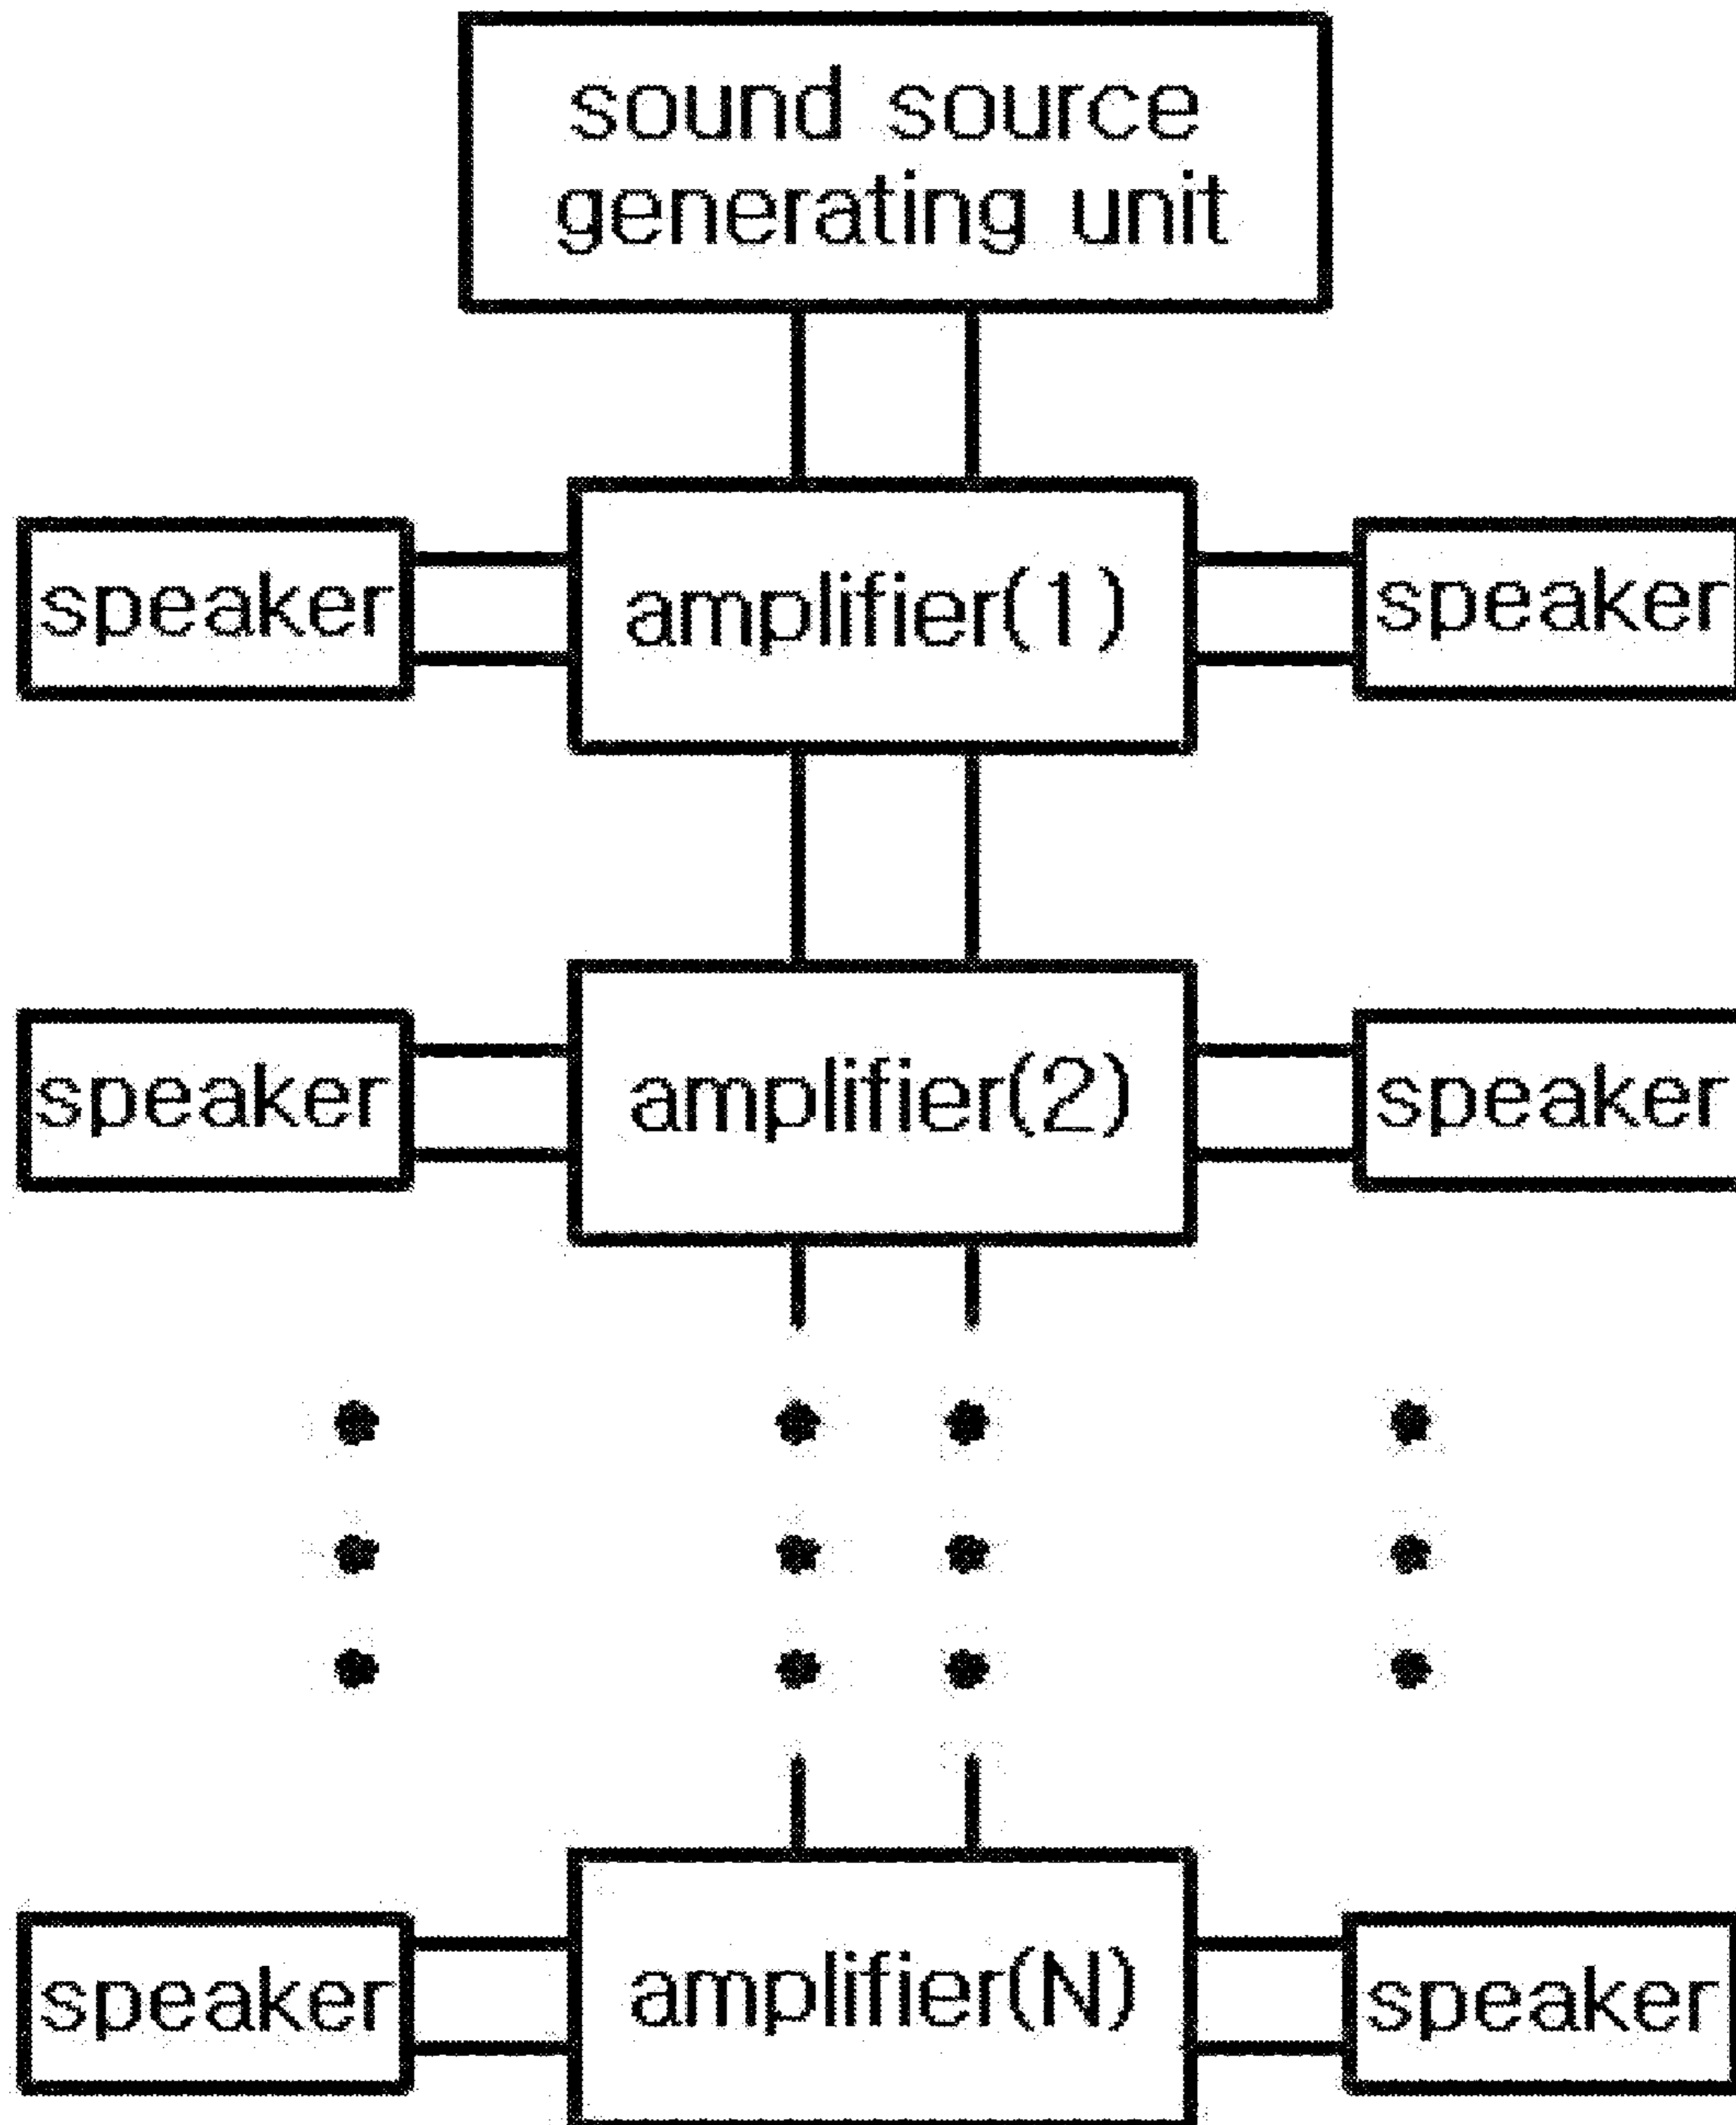 sound source
generating unit
speaker
amplifier(1)
speaker
speaker
amplifier(2)
speaker
speaker
amplifier(N)
speaker